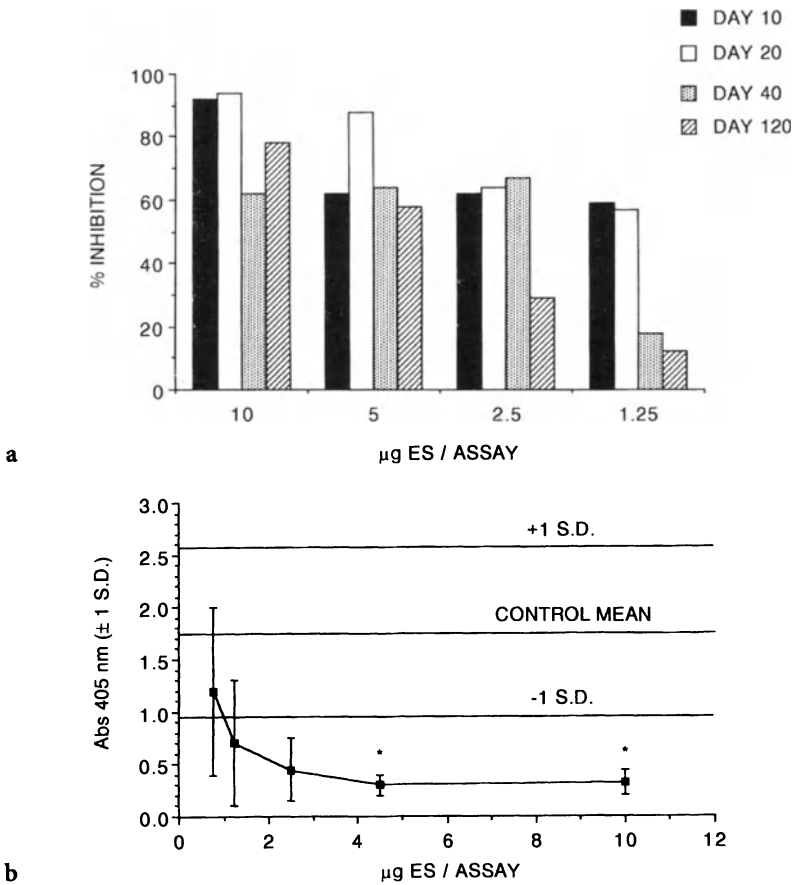 DAY 10
DAY 20
DAY 40
DAY 120
100
80
60
40
20
0
% INHIBITION
10 5 2.5 1.25
µg ES / ASSAY
a
3.0
2.5
2.0
1.5
1.0
0.5
0.0
Abs 405 nm (± 1 S.D.)
+1 S.D.
CONTROL MEAN
-1 S.D.
* *
0 2 4 6 8 10 12
µg ES / ASSAY
b